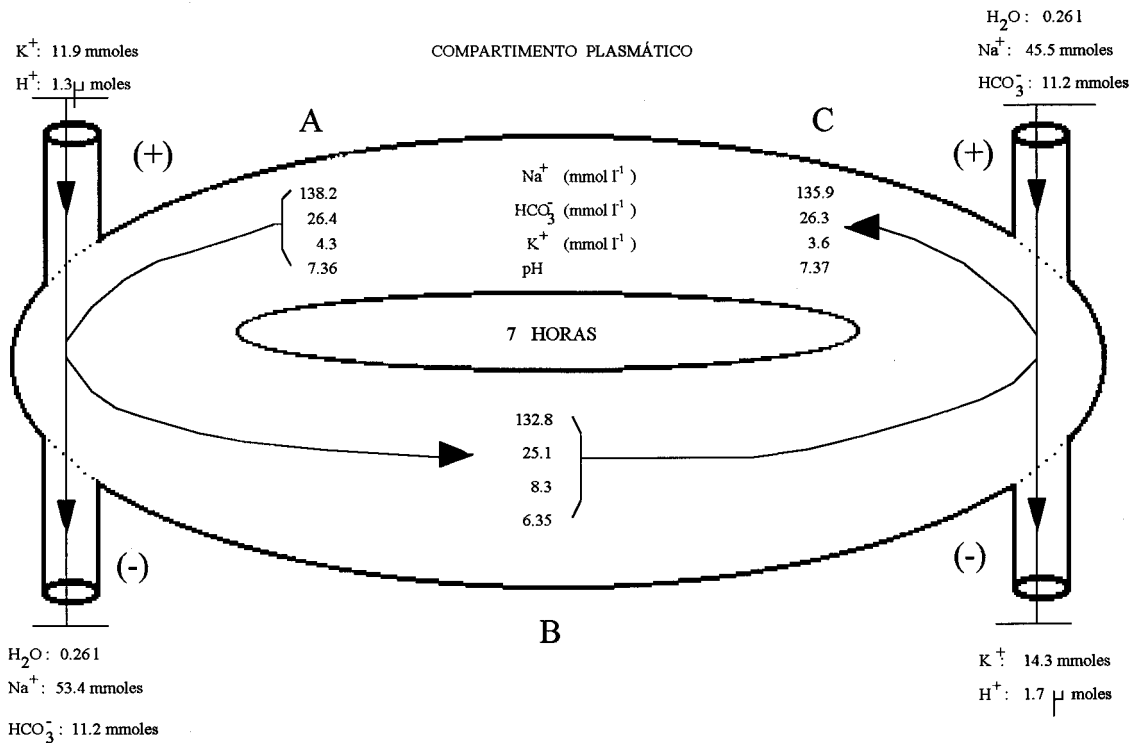 K⁺: 11.9 mmoles
H⁺: 1.3 μ moles
COMPARTIMENTO PLASMÁTICO
H₂O : 0.26 l
Na⁺: 45.5 mmoles
HCO₃⁻: 11.2 mmoles
A
C
(+)
(+)
138.2 Na⁺ (mmol l⁻¹) 135.9
26.4 HCO₃⁻ (mmol l⁻¹) 26.3
4.3 K⁺ (mmol l⁻¹) 3.6
7.36 pH 7.37
7 HORAS
132.8
25.1
8.3
6.35
(-)
(-)
B
H₂O : 0.26 l
Na⁺ : 53.4 mmoles
HCO₃⁻ : 11.2 mmoles
K⁺ : 14.3 mmoles
H⁺ : 1.7 μ moles